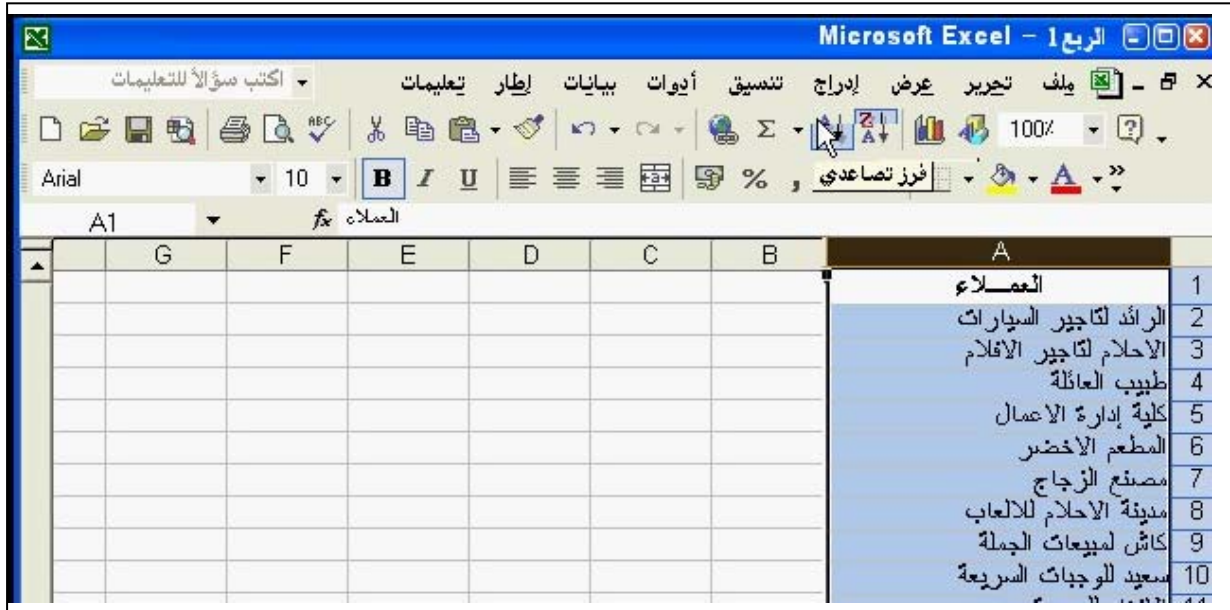 الربع1 - Microsoft Excel
ملف تحرير عرض إدراج تنسيق أدوات بيانات إطار تعليمات اكتب سؤالاً للتعليمات
ABC Σ 100%
Arial 10 B I U % , فرز تصاعدي A
A1 fx العملاء
A B C D E F G
1 العمـــلاء
2 الرائد لتاجير السيارات
3 الاحلام لتاجير الافلام
4 طبيب العائلة
5 كلية إدارة الاعمال
6 المطعم الاخضر
7 مصنع الزجاج
8 مدينة الاحلام للالعاب
9 كاش لمبيعات الجملة
10 سعيد للوجبات السريعة
11